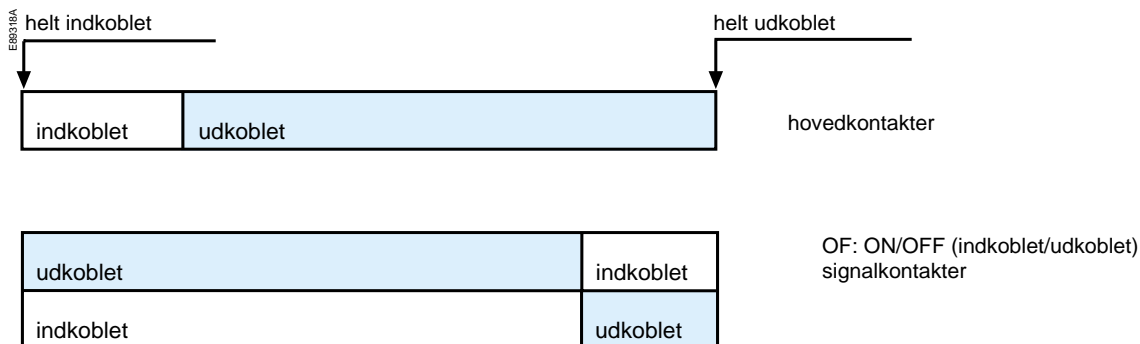 E89318A
helt indkoblet
helt udkoblet
indkoblet
udkoblet
hovedkontakter
udkoblet
indkoblet
OF: ON/OFF (indkoblet/udkoblet)
signalkontakter
indkoblet
udkoblet